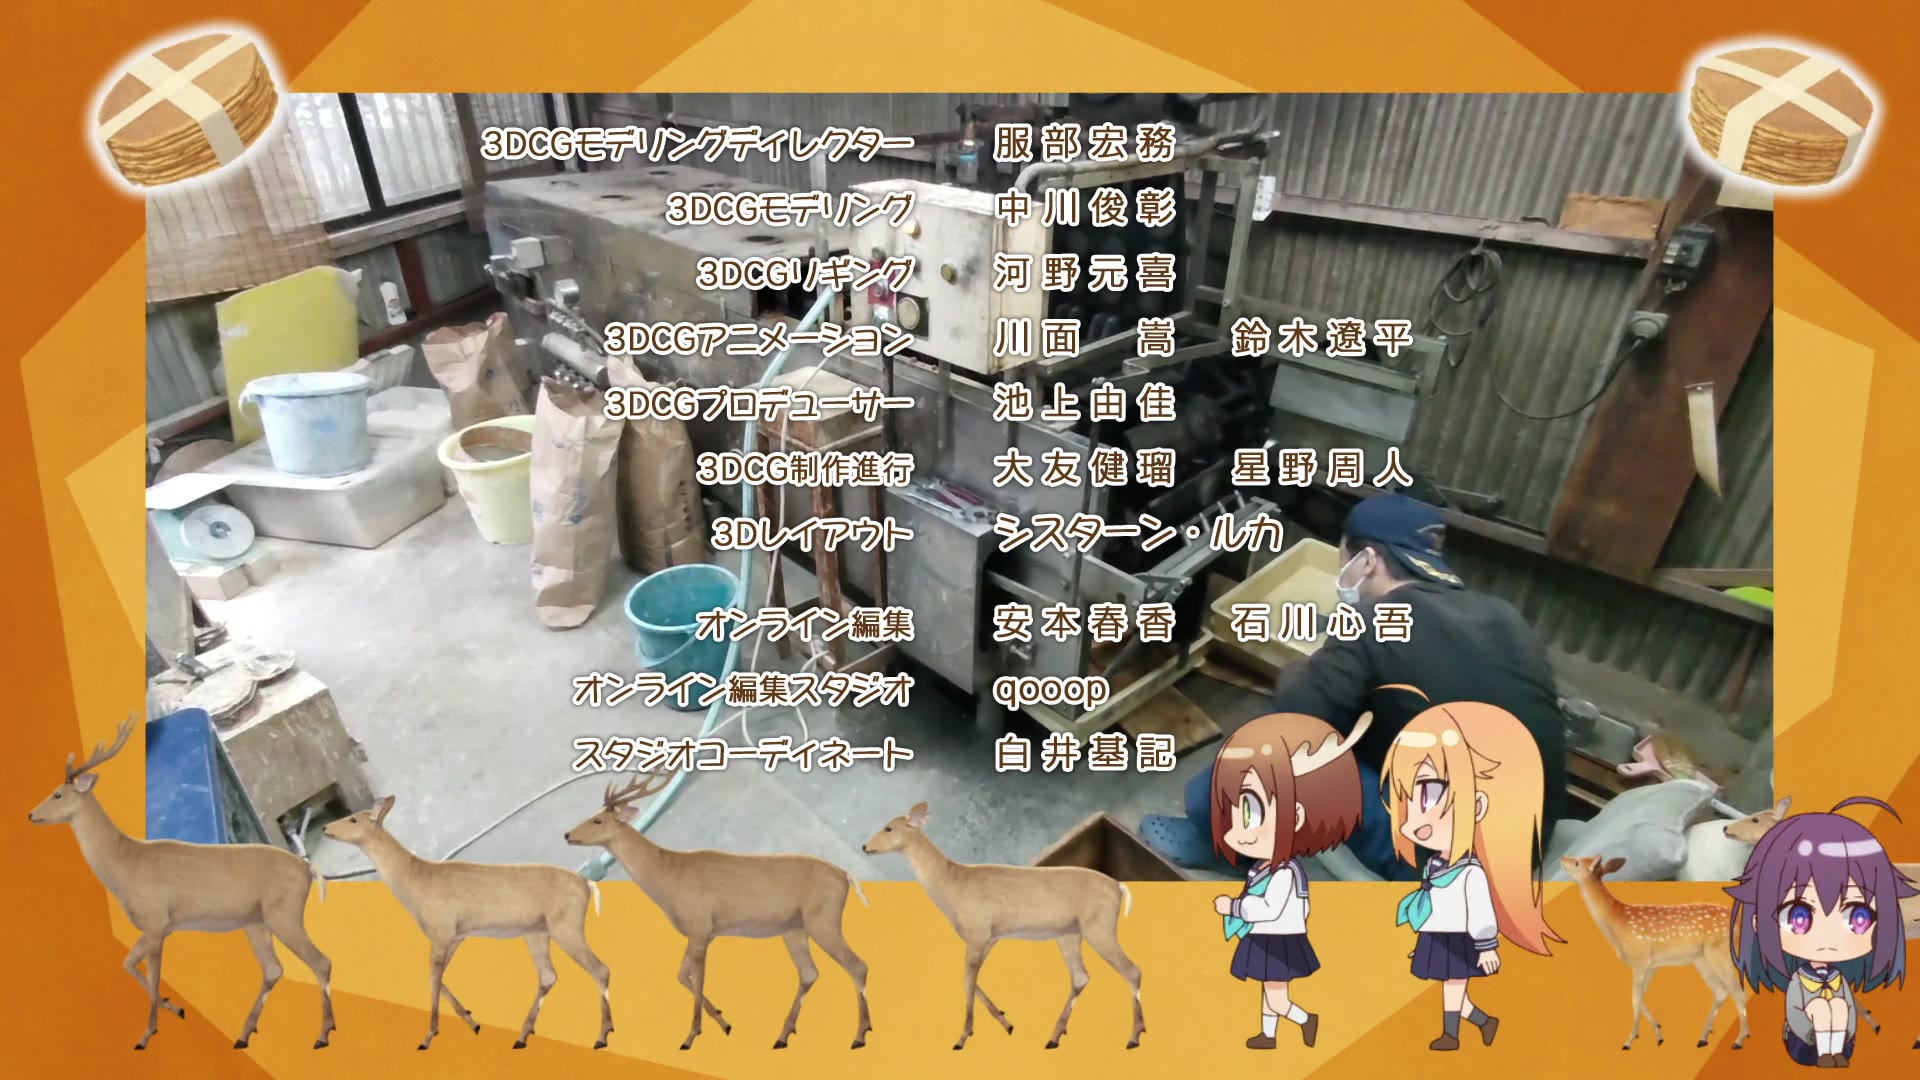 3DCGモデリングディレクター 服部宏務
3DCGモデリング 中川俊彰
3DCGリギング 河野元喜
3DCGアニメーション 川面 嵩 鈴木遼平
3DCGプロデューサー 池上由佳
3DCG制作進行 大友健瑠 星野周人
3Dレイアウト シスターン・ルカ
オンライン編集 安本春香 石川心吾
オンライン編集スタジオ qooop
スタジオコーディネート 白井基記